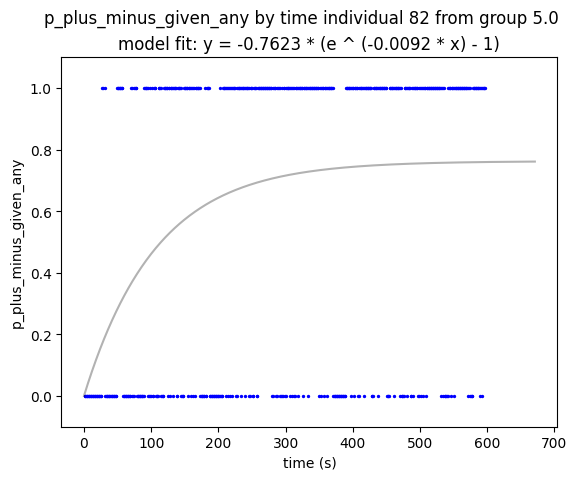 p_plus_minus_given_any by time individual 82 from group 5.0
model fit: y = -0.7623 * (e ^ (-0.0092 * x) - 1)
1.0
0.8
0.6
0.4
0.2
0.0
p_plus_minus_given_any
0 100 200 300 400 500 600 700
time (s)